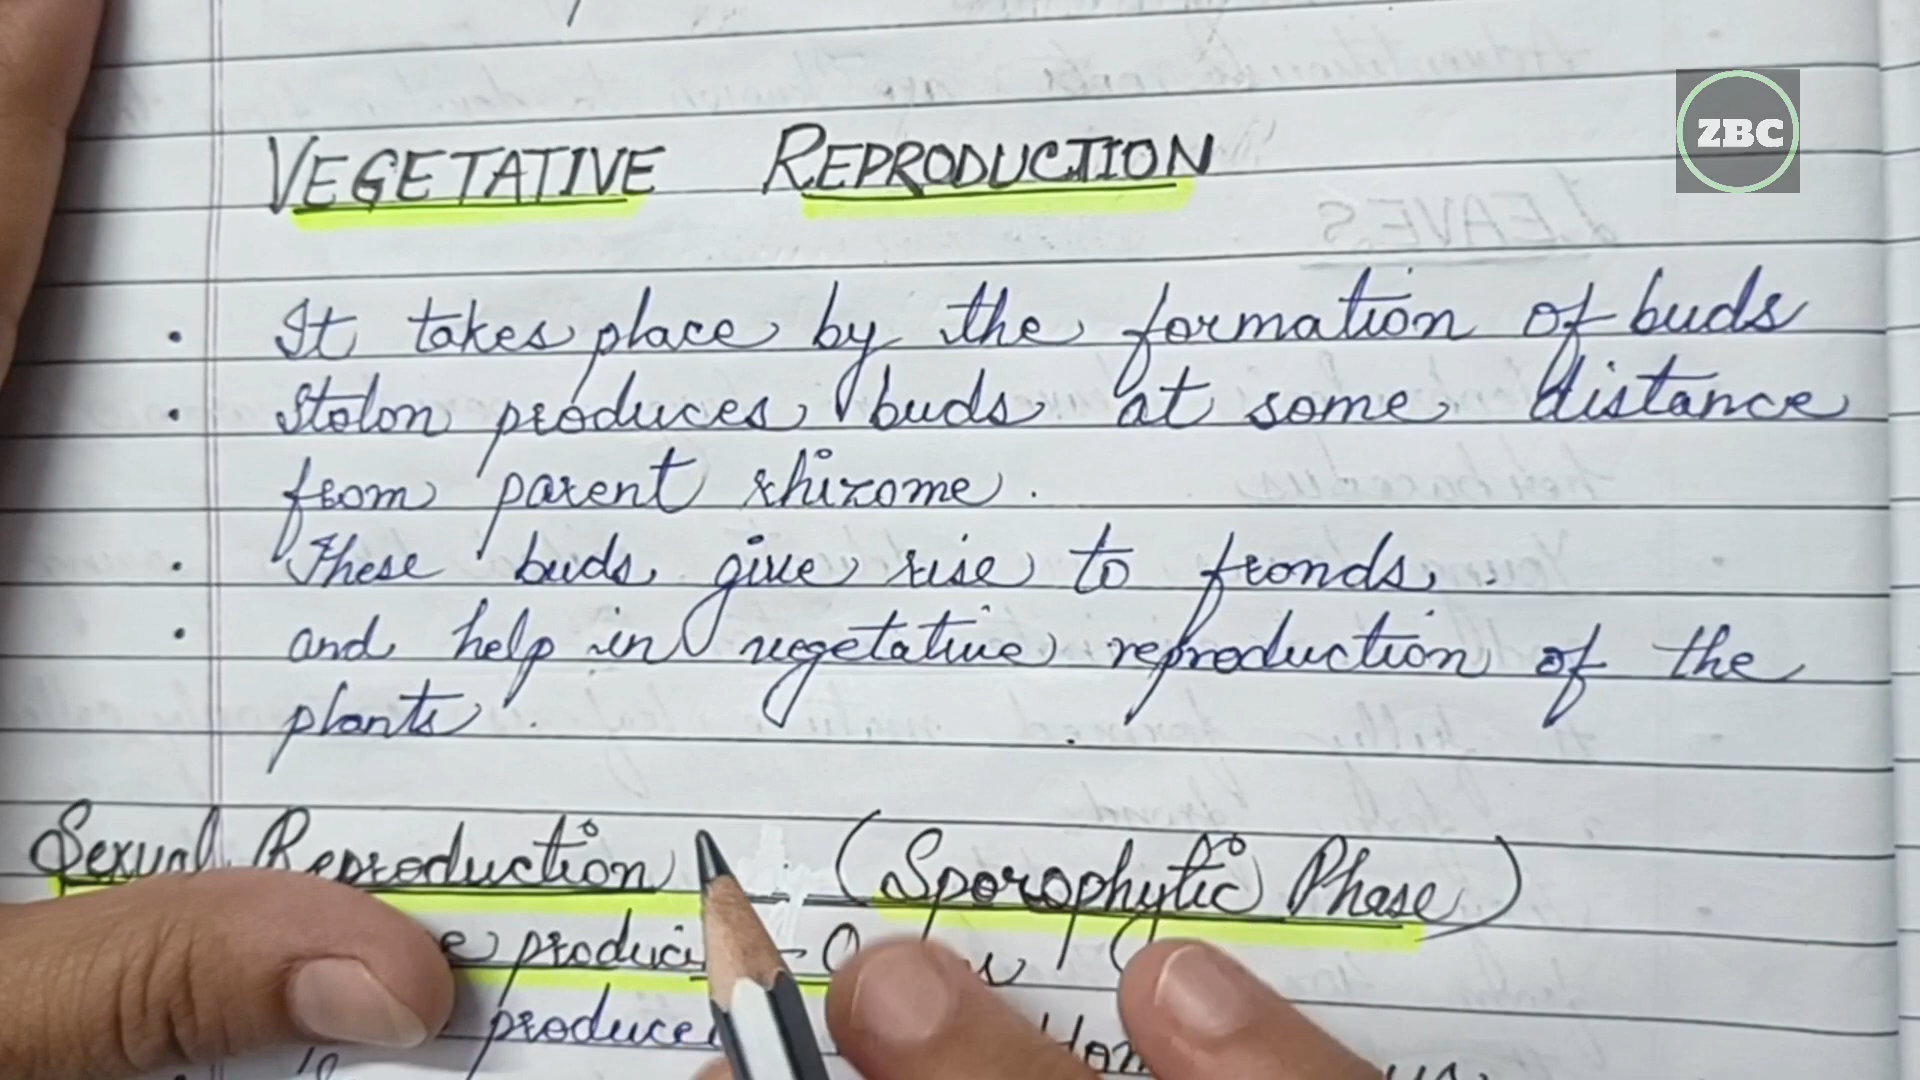 ZBC
VEGETATIVE REPRODUCTION
• It takes place by the formation of buds
• Stolon produces buds at some distance
from parent rhizome.
• These buds give rise to fronds.
• and help in vegetative reproduction of the
plants.
Sexual Reproduction - (Sporophytic Phase)